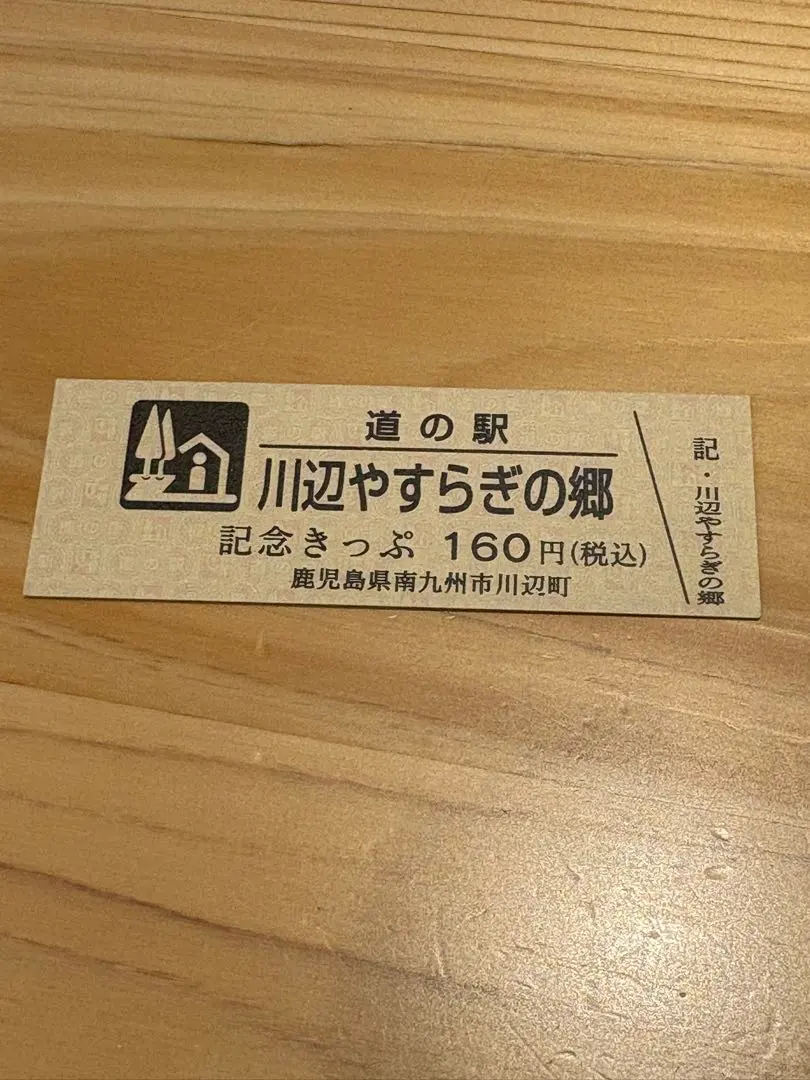 道の駅
川辺やすらぎの郷
記念きっぷ 160円(税込)
鹿児島県南九州市川辺町
記・川辺やすらぎの郷